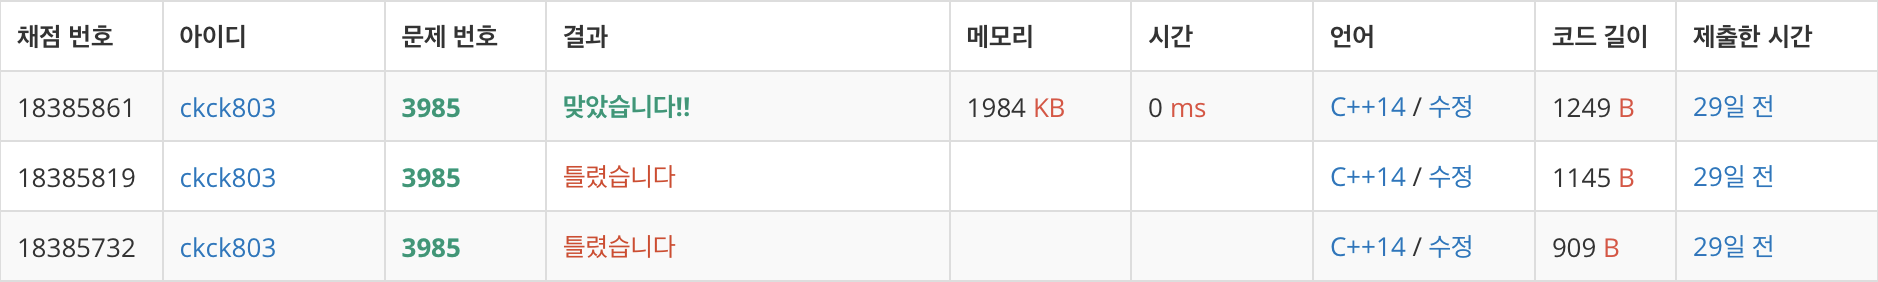 채점 번호 아이디 문제 번호 결과 메모리 시간 언어 코드 길이 제출한 시간
18385861 ckck803 3985 맞았습니다!! 1984 KB 0 ms C++14 / 수정 1249 B 29일 전
18385819 ckck803 3985 틀렸습니다 C++14 / 수정 1145 B 29일 전
18385732 ckck803 3985 틀렸습니다 C++14 / 수정 909 B 29일 전